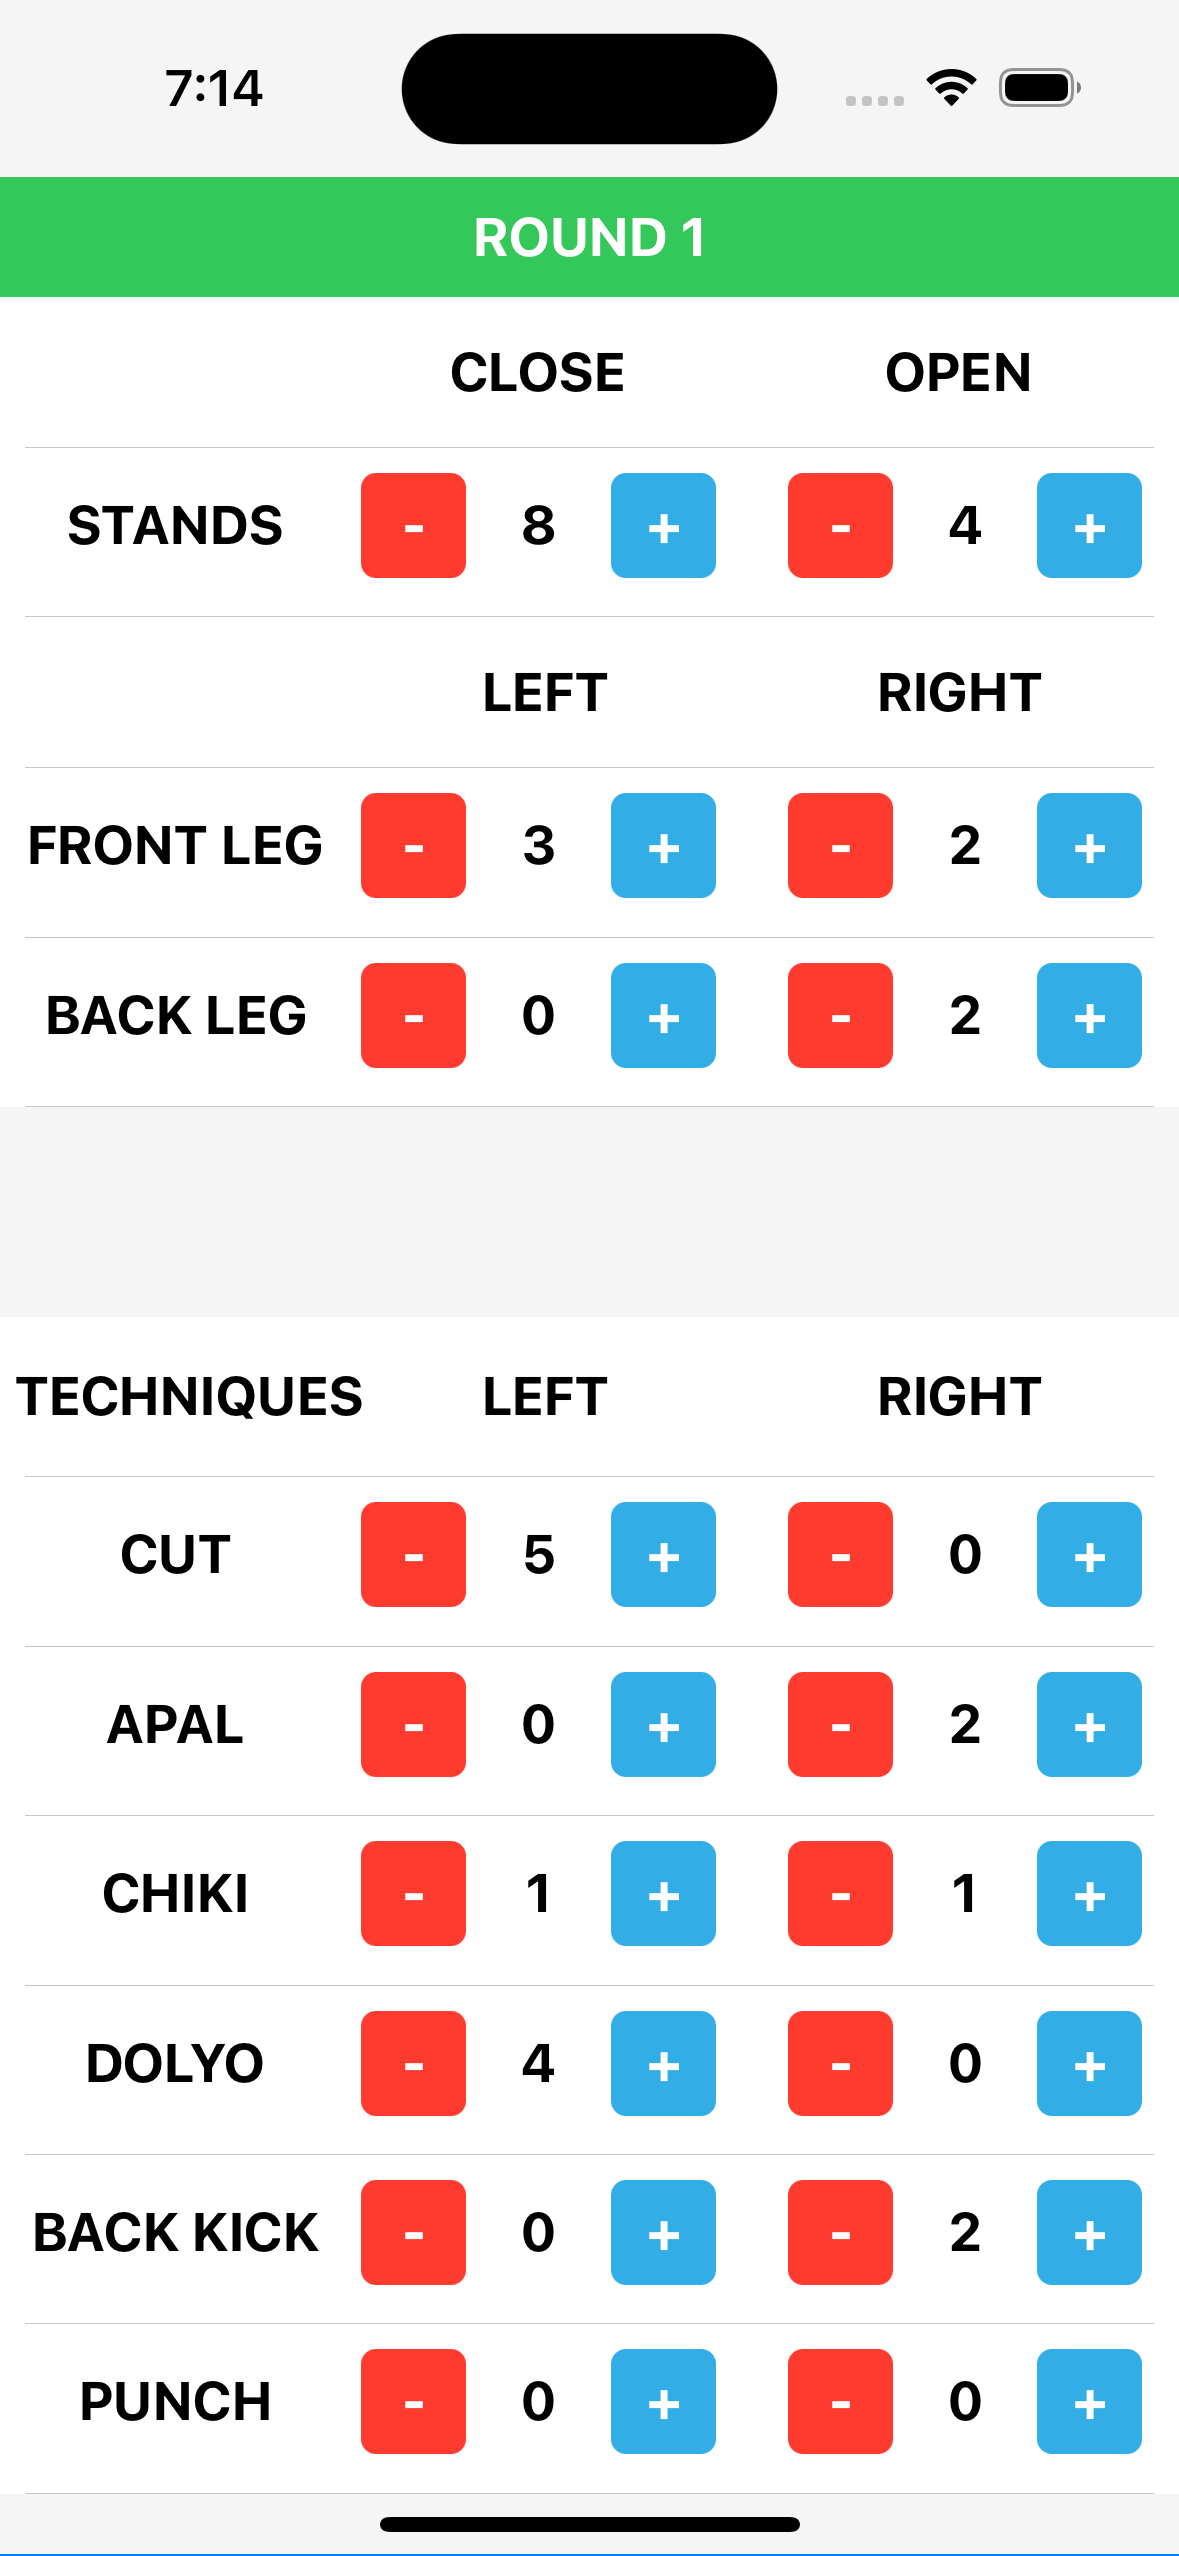 7:14
ROUND 1
CLOSE OPEN
STANDS - 8 + - 4 +
LEFT RIGHT
FRONT LEG - 3 + - 2 +
BACK LEG - 0 + - 2 +
TECHNIQUES LEFT RIGHT
CUT - 5 + - 0 +
APAL - 0 + - 2 +
CHIKI - 1 + - 1 +
DOLYO - 4 + - 0 +
BACK KICK - 0 + - 2 +
PUNCH - 0 + - 0 +